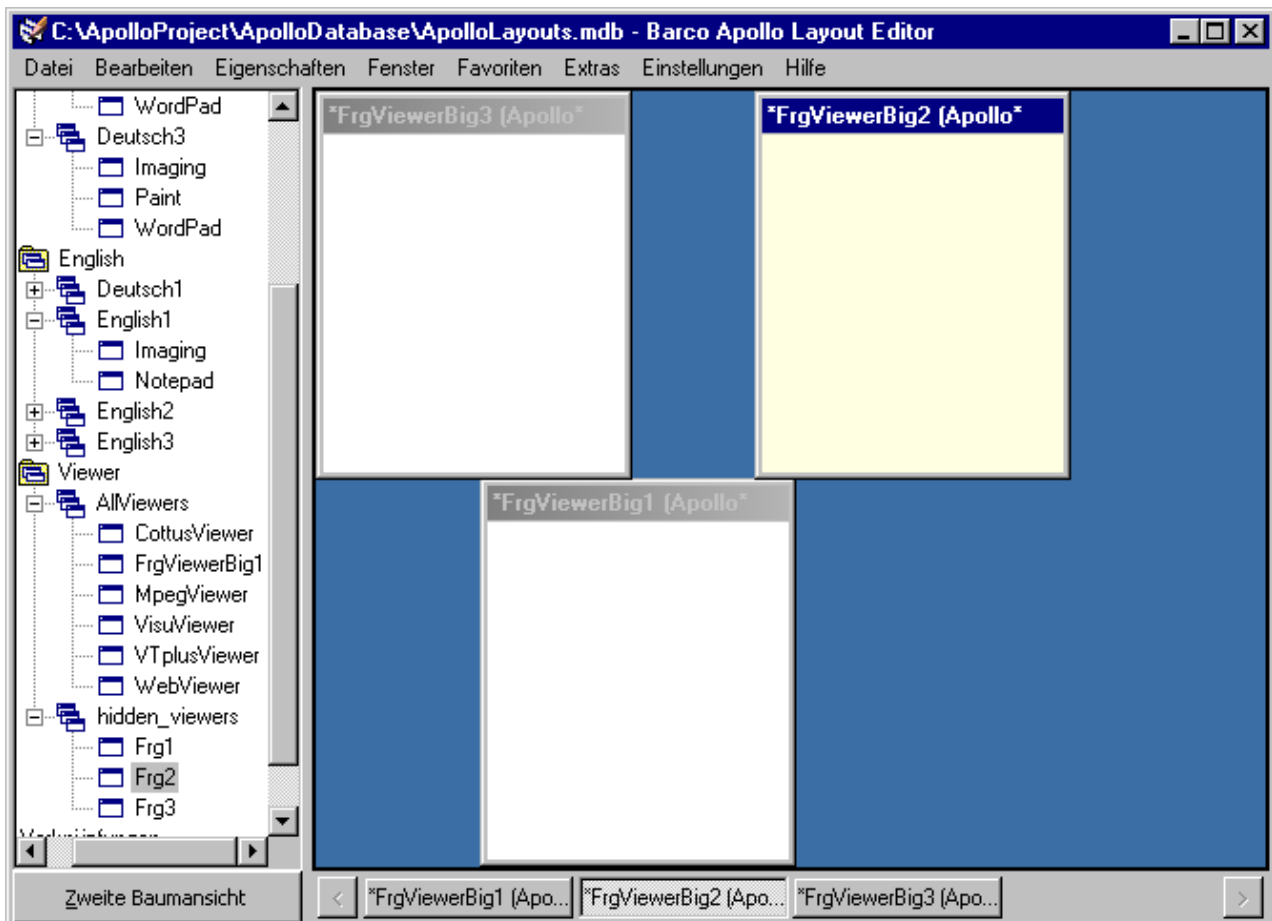 C:\ApolloProject\ApolloDatabase\ApolloLayouts.mdb - Barco Apollo Layout Editor
Datei Bearbeiten Eigenschaften Fenster Favoriten Extras Einstellungen Hilfe
WordPad
Deutsch3
Imaging
Paint
WordPad
English
Deutsch1
English1
Imaging
Notepad
English2
English3
Viewer
AllViewers
CottusViewer
FrgViewerBig1
MpegViewer
VisuViewer
VTplusViewer
WebViewer
hidden_viewers
Frg1
Frg2
Frg3
Zweite Baumansicht
*FrgViewerBig3 (Apollo*
*FrgViewerBig2 (Apollo*
*FrgViewerBig1 (Apollo*
< *FrgViewerBig1 (Apo... *FrgViewerBig2 (Apo... *FrgViewerBig3 (Apo... >